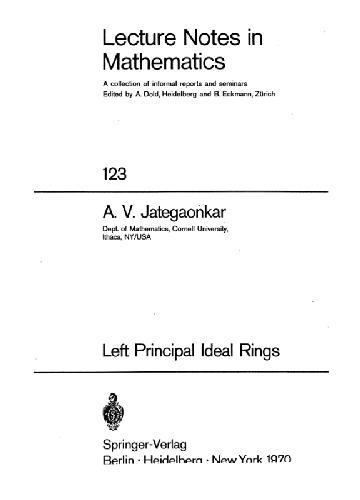 Lecture Notes in
Mathematics
A collection of informal reports and seminars
Edited by A. Dold, Heidelberg and B. Eckmann, Zürich
123
A. V. Jategaonkar
Dept. of Mathematics, Cornell University,
Ithaca, NY/USA
Left Principal Ideal Rings
Springer-Verlag
Berlin · Heidelberg · New York 1970